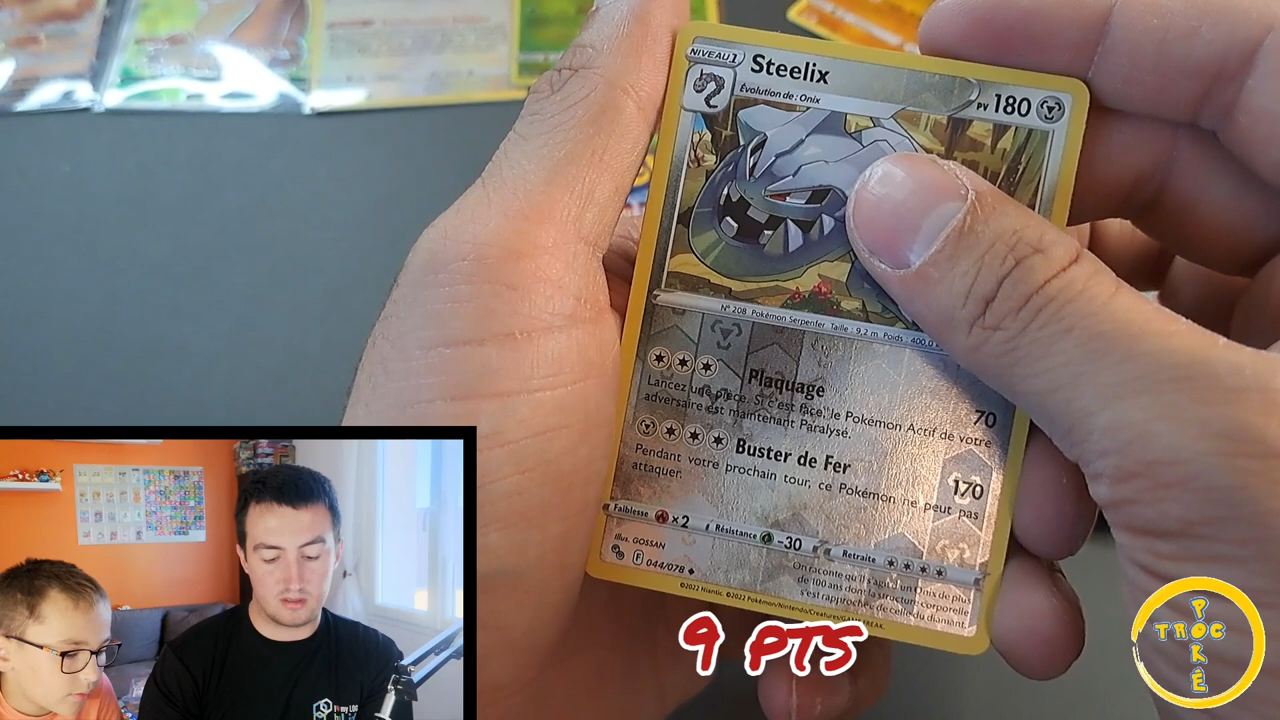 NIVEAU 1
Steelix
Évolution de : Onix
PV 180
N° 208 Pokémon Serpenfer Taille : 9,2 m Poids : 400,0
Plaquage
70
Lancez une pièce. Si c'est face, le Pokémon Actif de votre
adversaire est maintenant Paralysé.
Buster de Fer
170
Pendant votre prochain tour, ce Pokémon ne peut pas
attaquer.
Faiblesse ×2 Résistance -30 Retraite
Illus. GOSSAN
F 044/078
On raconte qu'il s'agit d'un Onix de plus
de 100 ans dont la structure corporelle
s'est rapprochée de celle du diamant.
©2022 Niantic. ©2022 Pokémon/Nintendo/Creatures/GAME FREAK.
9 PTS
TROC
POKÉ